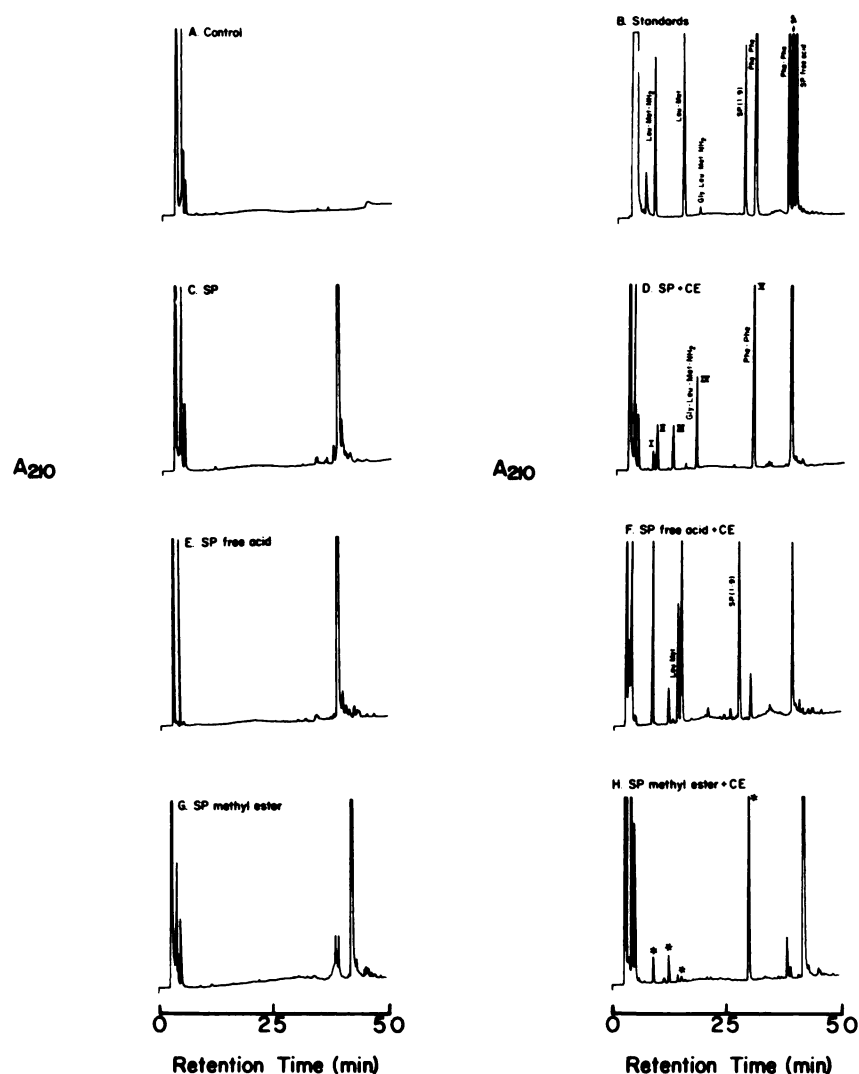 A. Control
B. Standards
Leu-Met-NH2
Leu-Met
Gly Leu Met NH2
SP(1-9)
Phe Phe
Phe-Phe
SP
SP free acid
C. SP
D. SP + CE
I
II
III
Gly-Leu-Met-NH2
IV
Phe-Phe
V
A210
A210
E. SP free acid
F. SP free acid + CE
Leu Met
SP(1-9)
G. SP methyl ester
H. SP methyl ester + CE
*
*
*
*
0 25 50
0 25 50
Retention Time (min)
Retention Time (min)